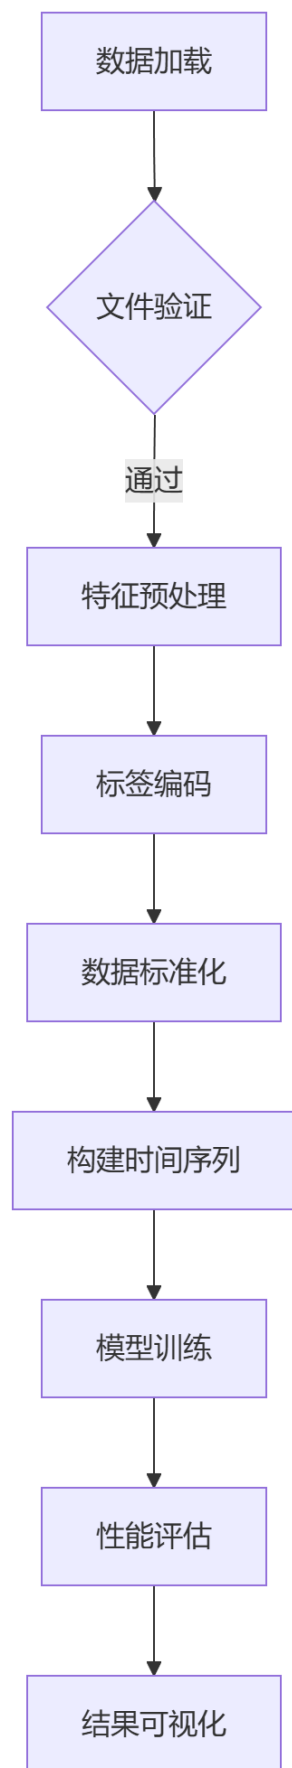 数据加载
文件验证
通过
特征预处理
标签编码
数据标准化
构建时间序列
模型训练
性能评估
结果可视化